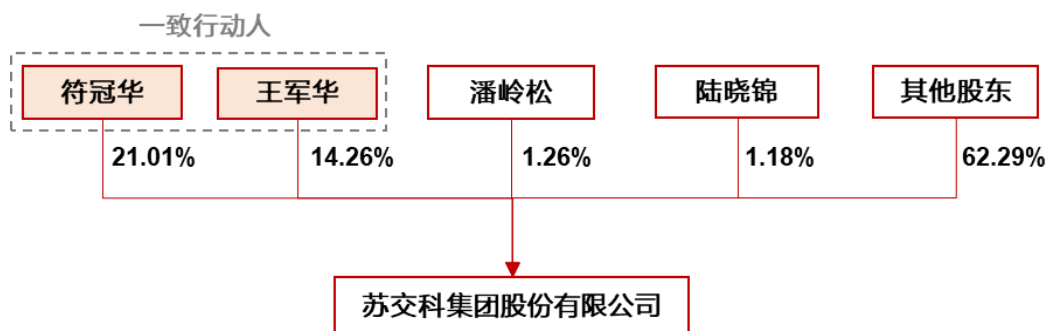 一致行动人
符冠华 王军华 潘岭松 陆晓锦 其他股东
21.01% 14.26% 1.26% 1.18% 62.29%
苏交科集团股份有限公司